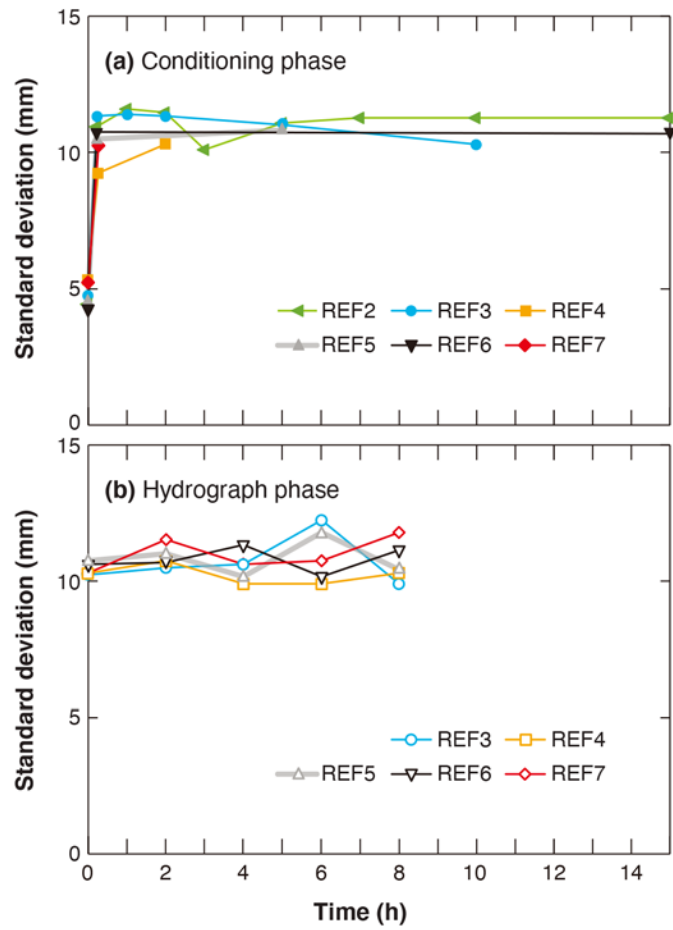 15
(a) Conditioning phase
10
5
0
Standard deviation (mm)
REF2 REF3 REF4
REF5 REF6 REF7
15
(b) Hydrograph phase
10
5
0
Standard deviation (mm)
REF3 REF4
REF5 REF6 REF7
0 2 4 6 8 10 12 14
Time (h)